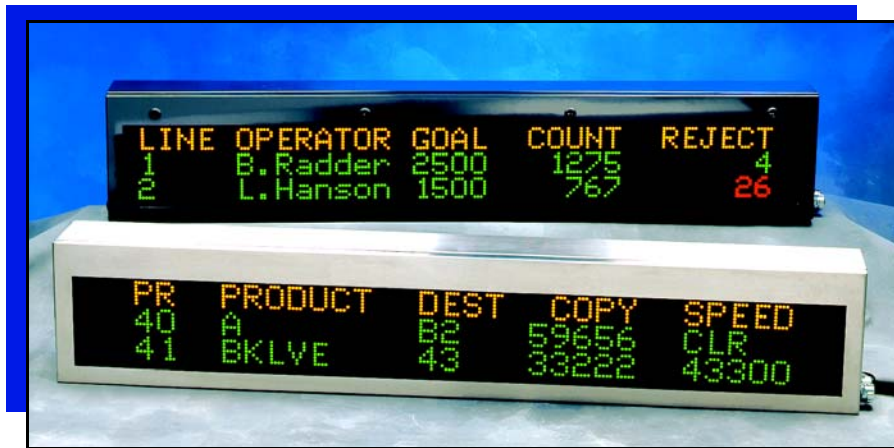 LINE OPERATOR GOAL COUNT REJECT
1 B.Radder 2500 1275 4
2 L.Hanson 1500 767 26
PR PRODUCT DEST COPY SPEED
40 A B2 59656 CLR
41 BKLVE 43 33222 43300